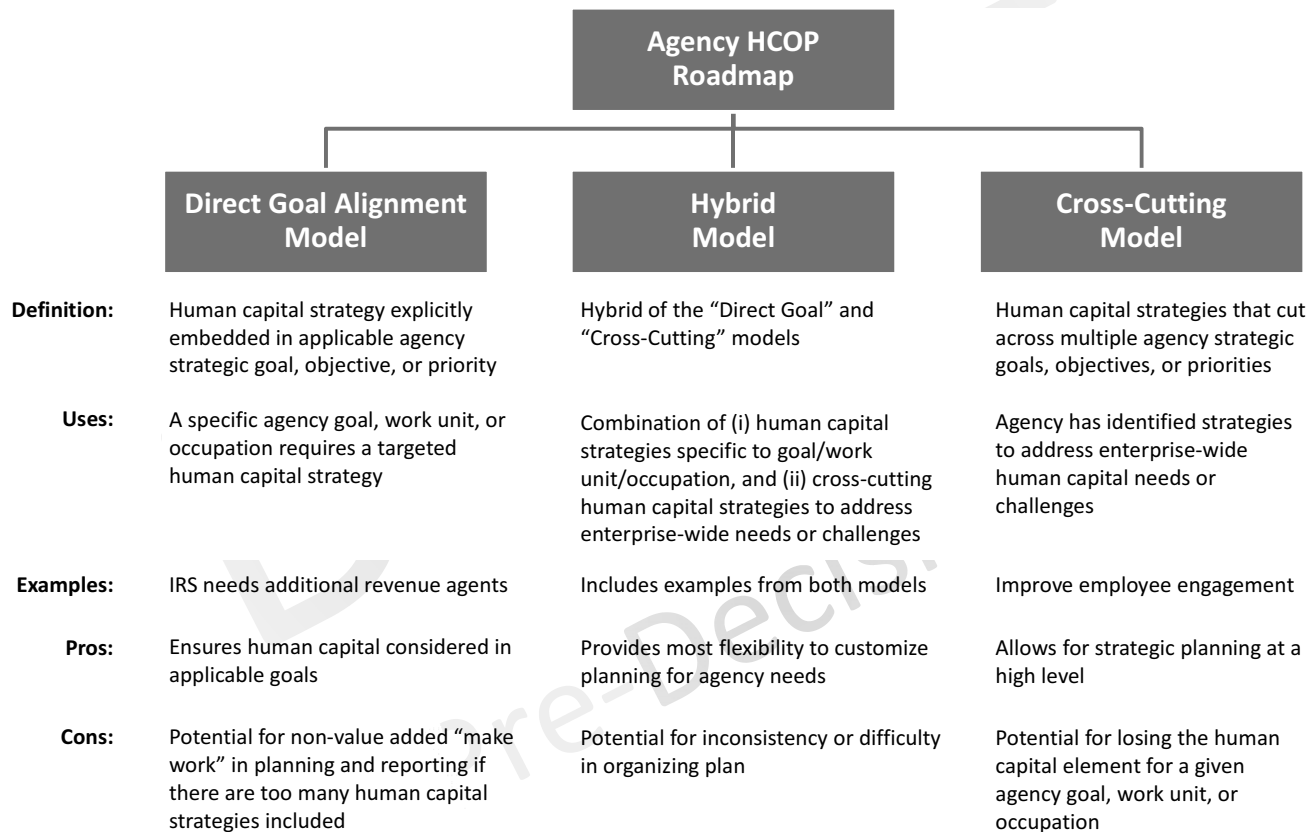 Agency HCOP
Roadmap
Direct Goal Alignment
Model
Hybrid
Model
Cross-Cutting
Model
Definition:
Human capital strategy explicitly
embedded in applicable agency
strategic goal, objective, or priority
Hybrid of the “Direct Goal” and
“Cross-Cutting” models
Human capital strategies that cut
across multiple agency strategic
goals, objectives, or priorities
Uses:
A specific agency goal, work unit, or
occupation requires a targeted
human capital strategy
Combination of (i) human capital
strategies specific to goal/work
unit/occupation, and (ii) cross-cutting
human capital strategies to address
enterprise-wide needs or challenges
Agency has identified strategies
to address enterprise-wide
human capital needs or
challenges
Examples:
IRS needs additional revenue agents
Includes examples from both models
Improve employee engagement
Pros:
Ensures human capital considered in
applicable goals
Provides most flexibility to customize
planning for agency needs
Allows for strategic planning at a
high level
Cons:
Potential for non-value added “make
work” in planning and reporting if
there are too many human capital
strategies included
Potential for inconsistency or difficulty
in organizing plan
Potential for losing the human
capital element for a given
agency goal, work unit, or
occupation